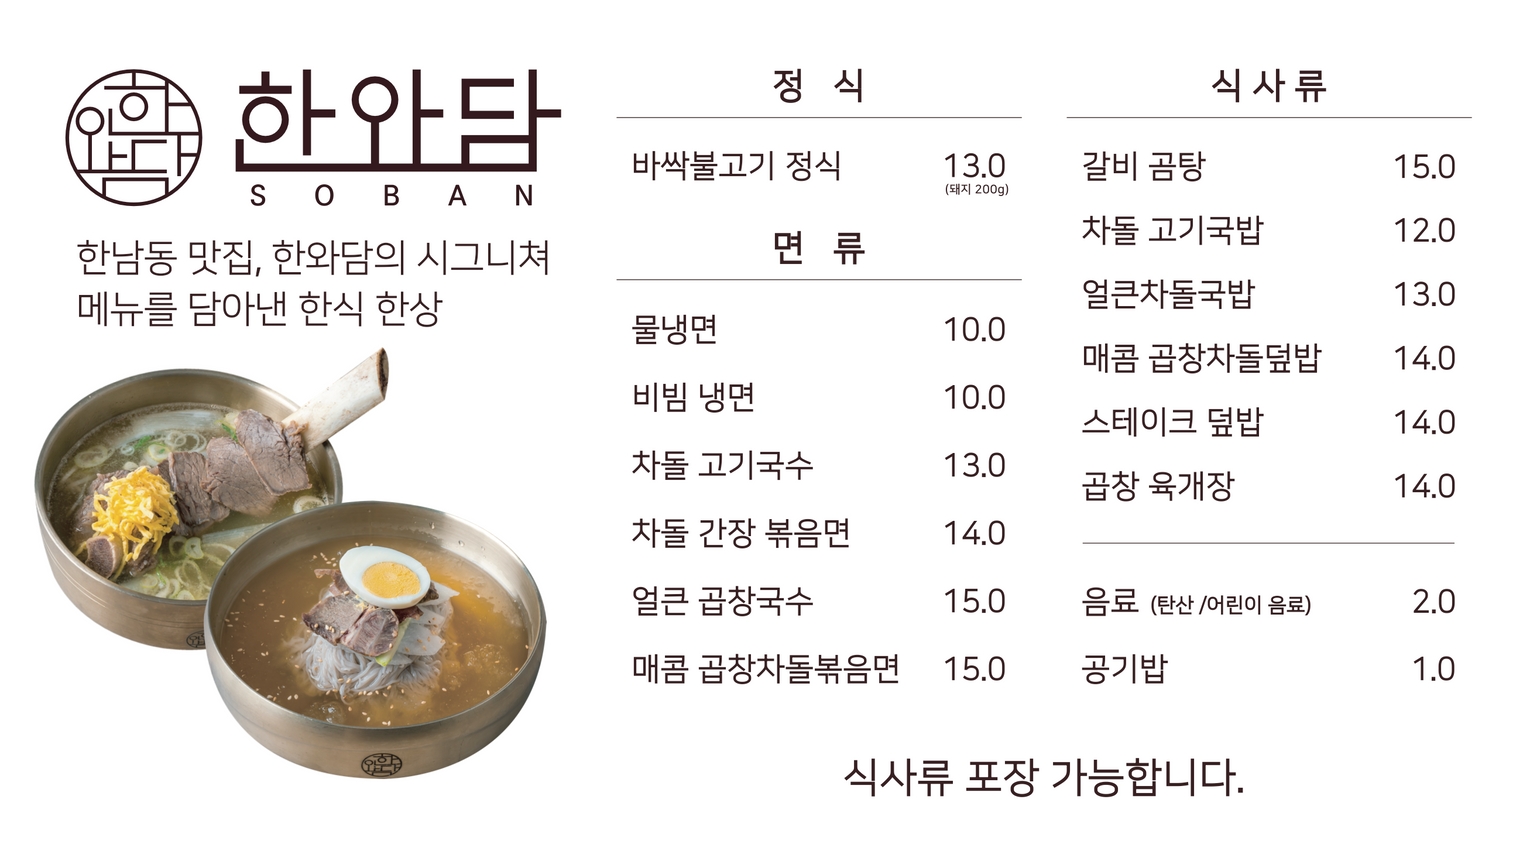 한와담
SOBAN
한남동 맛집, 한와담의 시그니쳐
메뉴를 담아낸 한식 한상
정 식
바싹불고기 정식 13.0
(돼지 200g)
면 류
물냉면 10.0
비빔 냉면 10.0
차돌 고기국수 13.0
차돌 간장 볶음면 14.0
얼큰 곱창국수 15.0
매콤 곱창차돌볶음면 15.0
식사류
갈비 곰탕 15.0
차돌 고기국밥 12.0
얼큰차돌국밥 13.0
매콤 곱창차돌덮밥 14.0
스테이크 덮밥 14.0
곱창 육개장 14.0
음료 (탄산 /어린이 음료) 2.0
공기밥 1.0
식사류 포장 가능합니다.